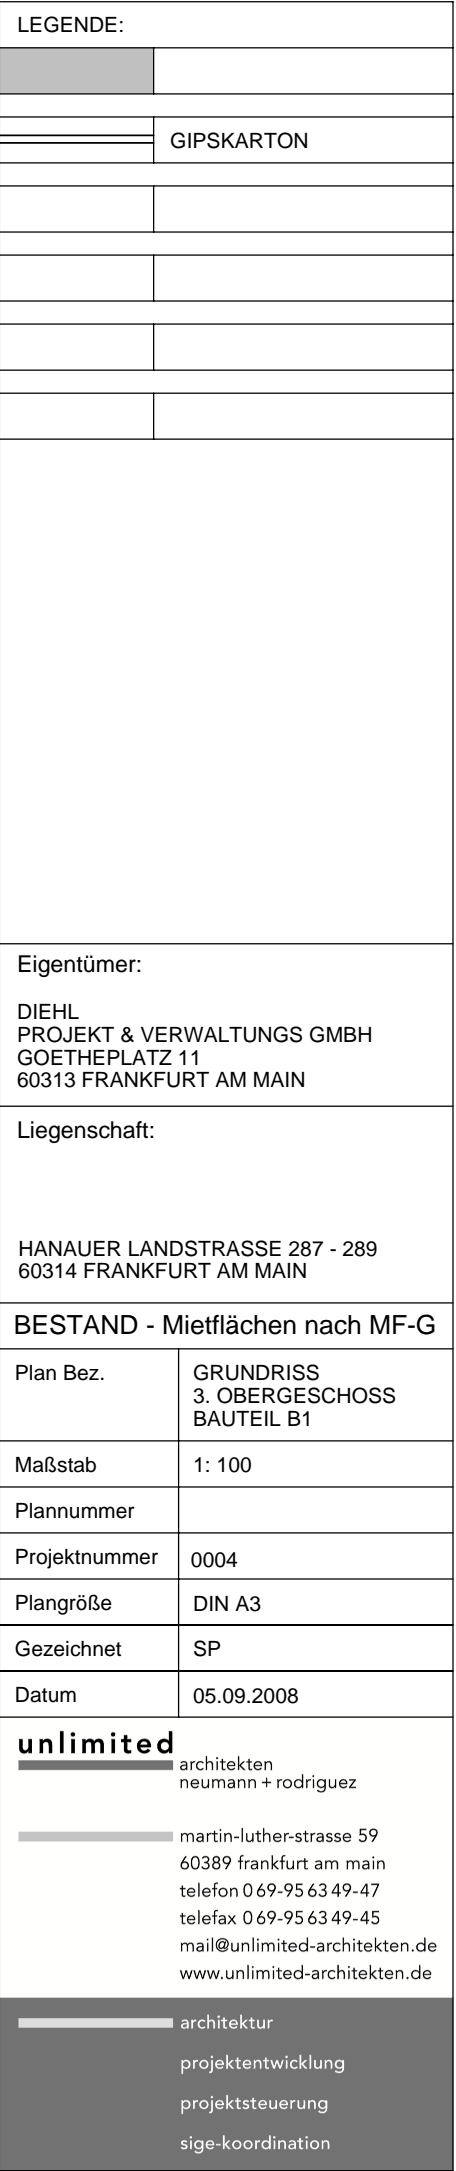 LEGENDE:
GIPSKARTON
Eigentümer:
DIEHL
PROJEKT & VERWALTUNGS GMBH
GOETHEPLATZ 11
60313 FRANKFURT AM MAIN
Liegenschaft:
HANAUER LANDSTRASSE 287 - 289
60314 FRANKFURT AM MAIN
BESTAND - Mietflächen nach MF-G
Plan Bez. GRUNDRISS
3. OBERGESCHOSS
BAUTEIL B1
Maßstab 1: 100
Plannummer
Projektnummer 0004
Plangröße DIN A3
Gezeichnet SP
Datum 05.09.2008
unlimited
architekten
neumann + rodriguez
martin-luther-strasse 59
60389 frankfurt am main
telefon 0 69-95 63 49-47
telefax 0 69-95 63 49-45
mail@unlimited-architekten.de
www.unlimited-architekten.de
architektur
projektentwicklung
projektsteuerung
sige-koordination